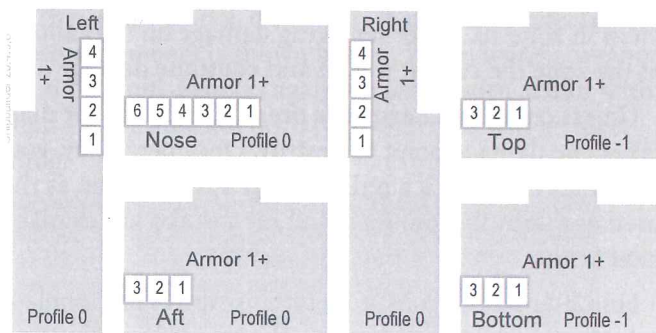 Left
Armor
1+
4
3
2
1
Profile 0
Armor 1+
6 5 4 3 2 1
Nose Profile 0
Armor 1+
3 2 1
Aft Profile 0
Right
4
3
2
1
Armor
1+
Profile 0
Armor 1+
3 2 1
Top Profile -1
Armor 1+
3 2 1
Bottom Profile -1